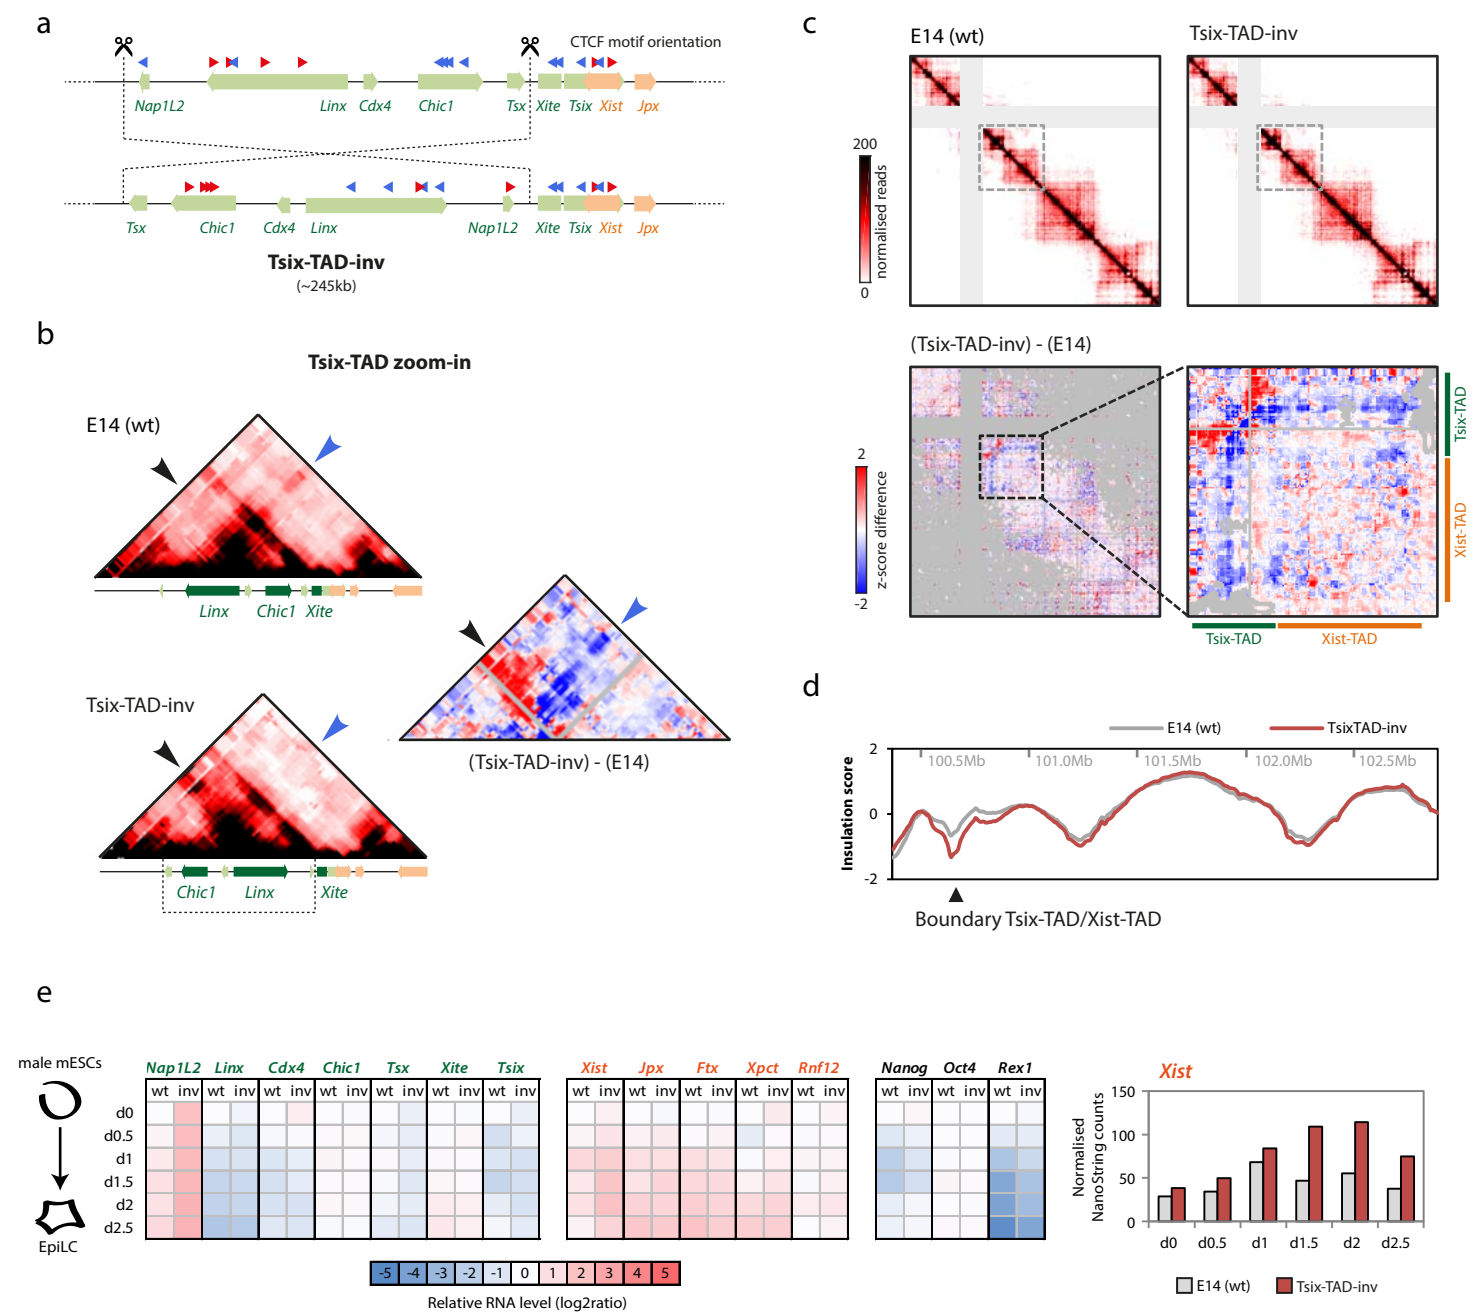 a
CTCF motif orientation
Nap1L2 Linx Cdx4 Chic1 Tsx Xite Tsix Xist Jpx
Tsx Chic1 Cdx4 Linx Nap1L2 Xite Tsix Xist Jpx
Tsix-TAD-inv
(~245kb)
b
Tsix-TAD zoom-in
E14 (wt)
Linx Chic1 Xite
Tsix-TAD-inv
Chic1 Linx Xite
(Tsix-TAD-inv) - (E14)
c
E14 (wt)
Tsix-TAD-inv
200
normalised reads
0
(Tsix-TAD-inv) - (E14)
2
z-score difference
-2
Tsix-TAD
Xist-TAD
Tsix-TAD Xist-TAD
d
E14 (wt) TsixTAD-inv
Insulation score
2
0
-2
100.5Mb 101.0Mb 101.5Mb 102.0Mb 102.5Mb
Boundary Tsix-TAD/Xist-TAD
e
male mESCs
EpiLC
Nap1L2 Linx Cdx4 Chic1 Tsx Xite Tsix Xist Jpx Ftx Xpct Rnf12 Nanog Oct4 Rex1
wt inv wt inv wt inv wt inv wt inv wt inv wt inv wt inv wt inv wt inv wt inv wt inv wt inv wt inv wt inv
d0
d0.5
d1
d1.5
d2
d2.5
-5 -4 -3 -2 -1 0 1 2 3 4 5
Relative RNA level (log2ratio)
Xist
Normalised
NanoString counts
150
100
50
0
d0 d0.5 d1 d1.5 d2 d2.5
E14 (wt) Tsix-TAD-inv